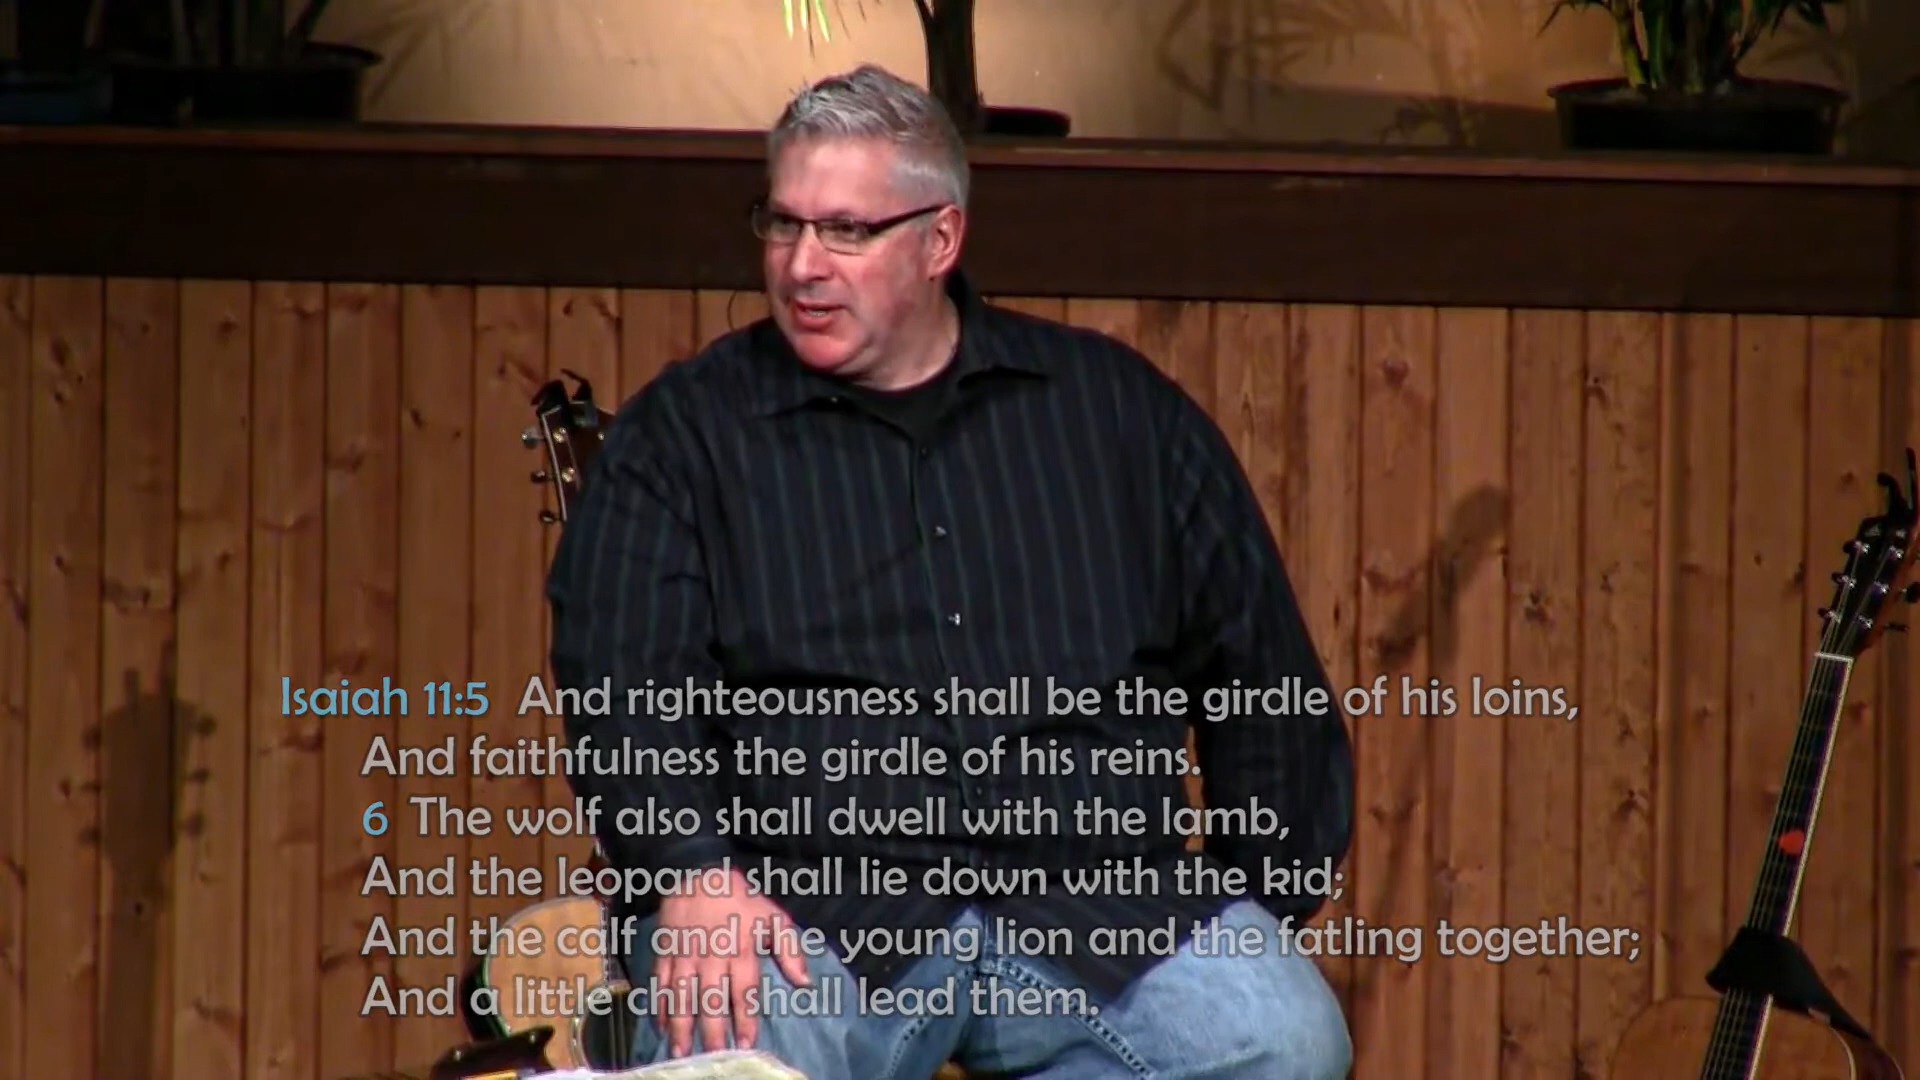 Isaiah 11:5 And righteousness shall be the girdle of his loins,
And faithfulness the girdle of his reins.
6 The wolf also shall dwell with the lamb,
And the leopard shall lie down with the kid;
And the calf and the young lion and the fatling together;
And a little child shall lead them.